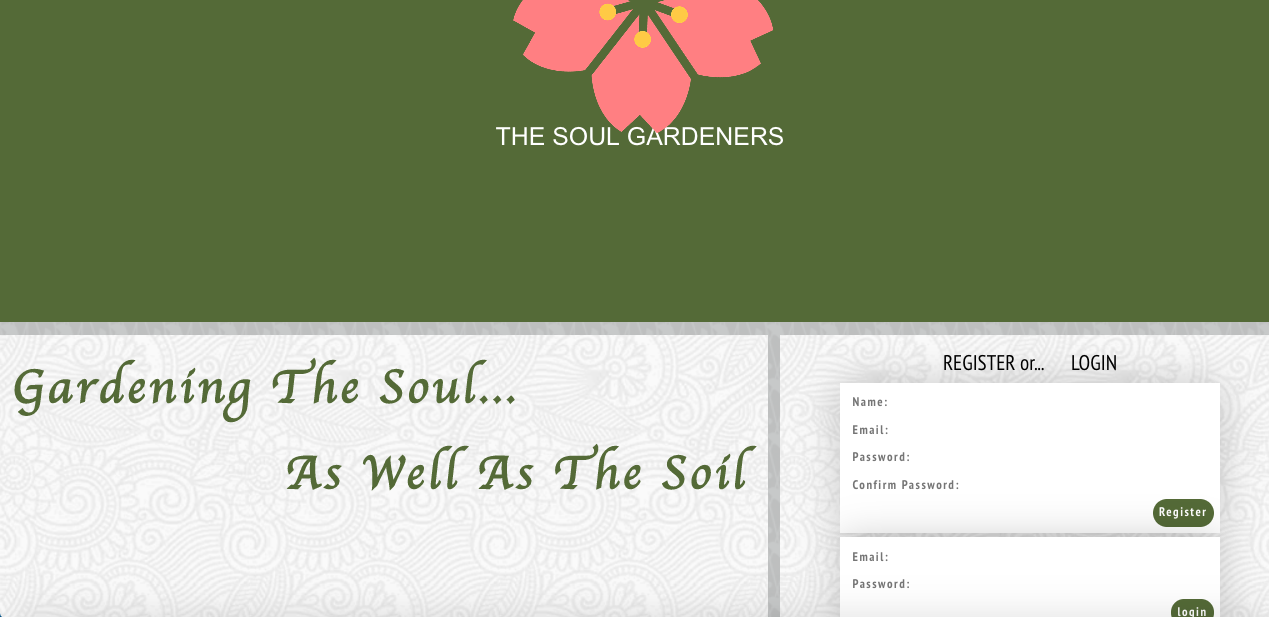 THE SOUL GARDENERS
Gardening The Soul...
As Well As The Soil
REGISTER or... LOGIN
Name:
Email:
Password:
Confirm Password:
Register
Email:
Password:
login